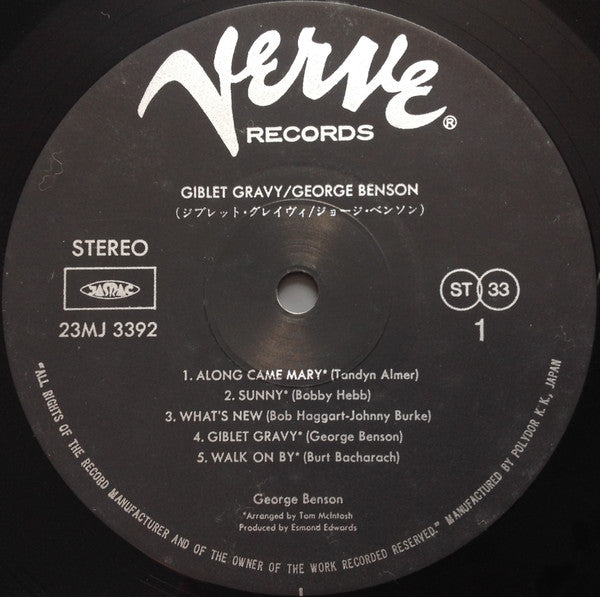 Verve®
RECORDS
GIBLET GRAVY/GEORGE BENSON
(ジブレット・グレイヴィ/ジョージ・ベンソン)
STEREO
JASRAC
23MJ 3392
ST 33
1
1. ALONG CAME MARY* (Tandyn Almer)
2. SUNNY* (Bobby Hebb)
3. WHAT'S NEW (Bob Haggart-Johnny Burke)
4. GIBLET GRAVY* (George Benson)
5. WALK ON BY* (Burt Bacharach)
George Benson
*Arranged by Tom McIntosh
Produced by Esmond Edwards
"ALL RIGHTS OF THE RECORD MANUFACTURER AND OF THE OWNER OF THE WORK RECORDED RESERVED." MANUFACTURED BY POLYDOR K.K., JAPAN